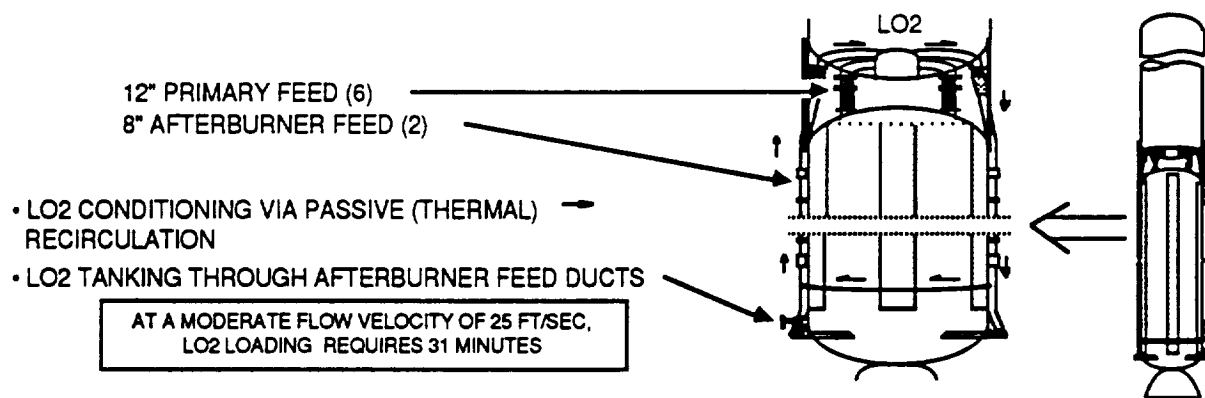 LO2
12" PRIMARY FEED (6)
8" AFTERBURNER FEED (2)
• LO2 CONDITIONING VIA PASSIVE (THERMAL)
RECIRCULATION
• LO2 TANKING THROUGH AFTERBURNER FEED DUCTS
AT A MODERATE FLOW VELOCITY OF 25 FT/SEC,
LO2 LOADING REQUIRES 31 MINUTES